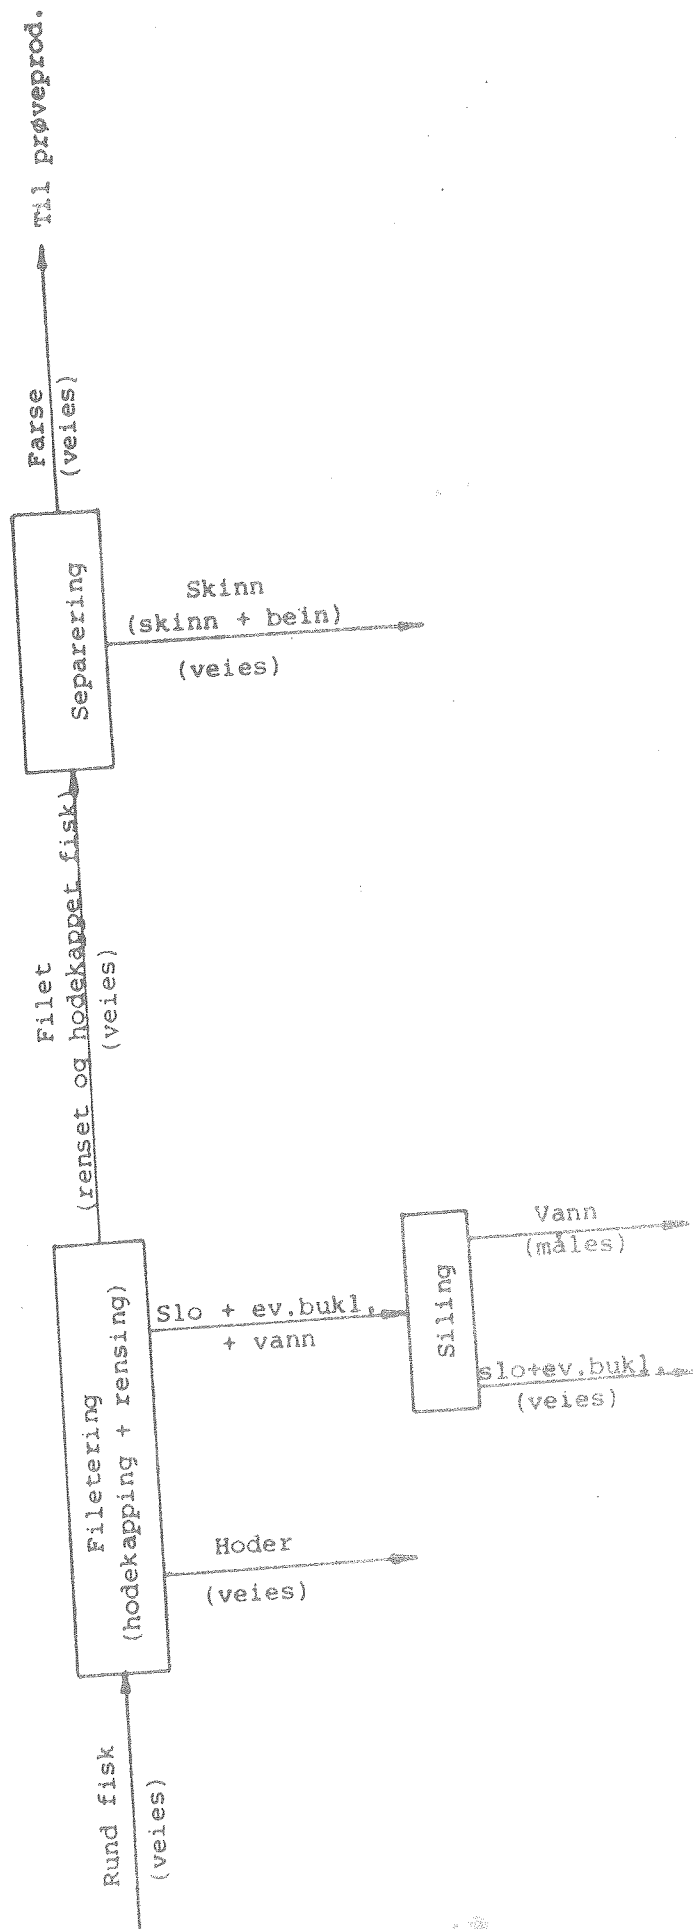 Rund fisk
(veies)
Filetering
(hodekapping + rensing)
Hoder
(veies)
Slo + ev.bukl.
+ vann
Siling
slo+ev.bukl.
(veies)
Vann
(måles)
Filet
(renset og hodekappet fisk)
(veies)
Separering
Skinn
(skinn + bein)
(veies)
Farse
(veies)
Til prøveprod.